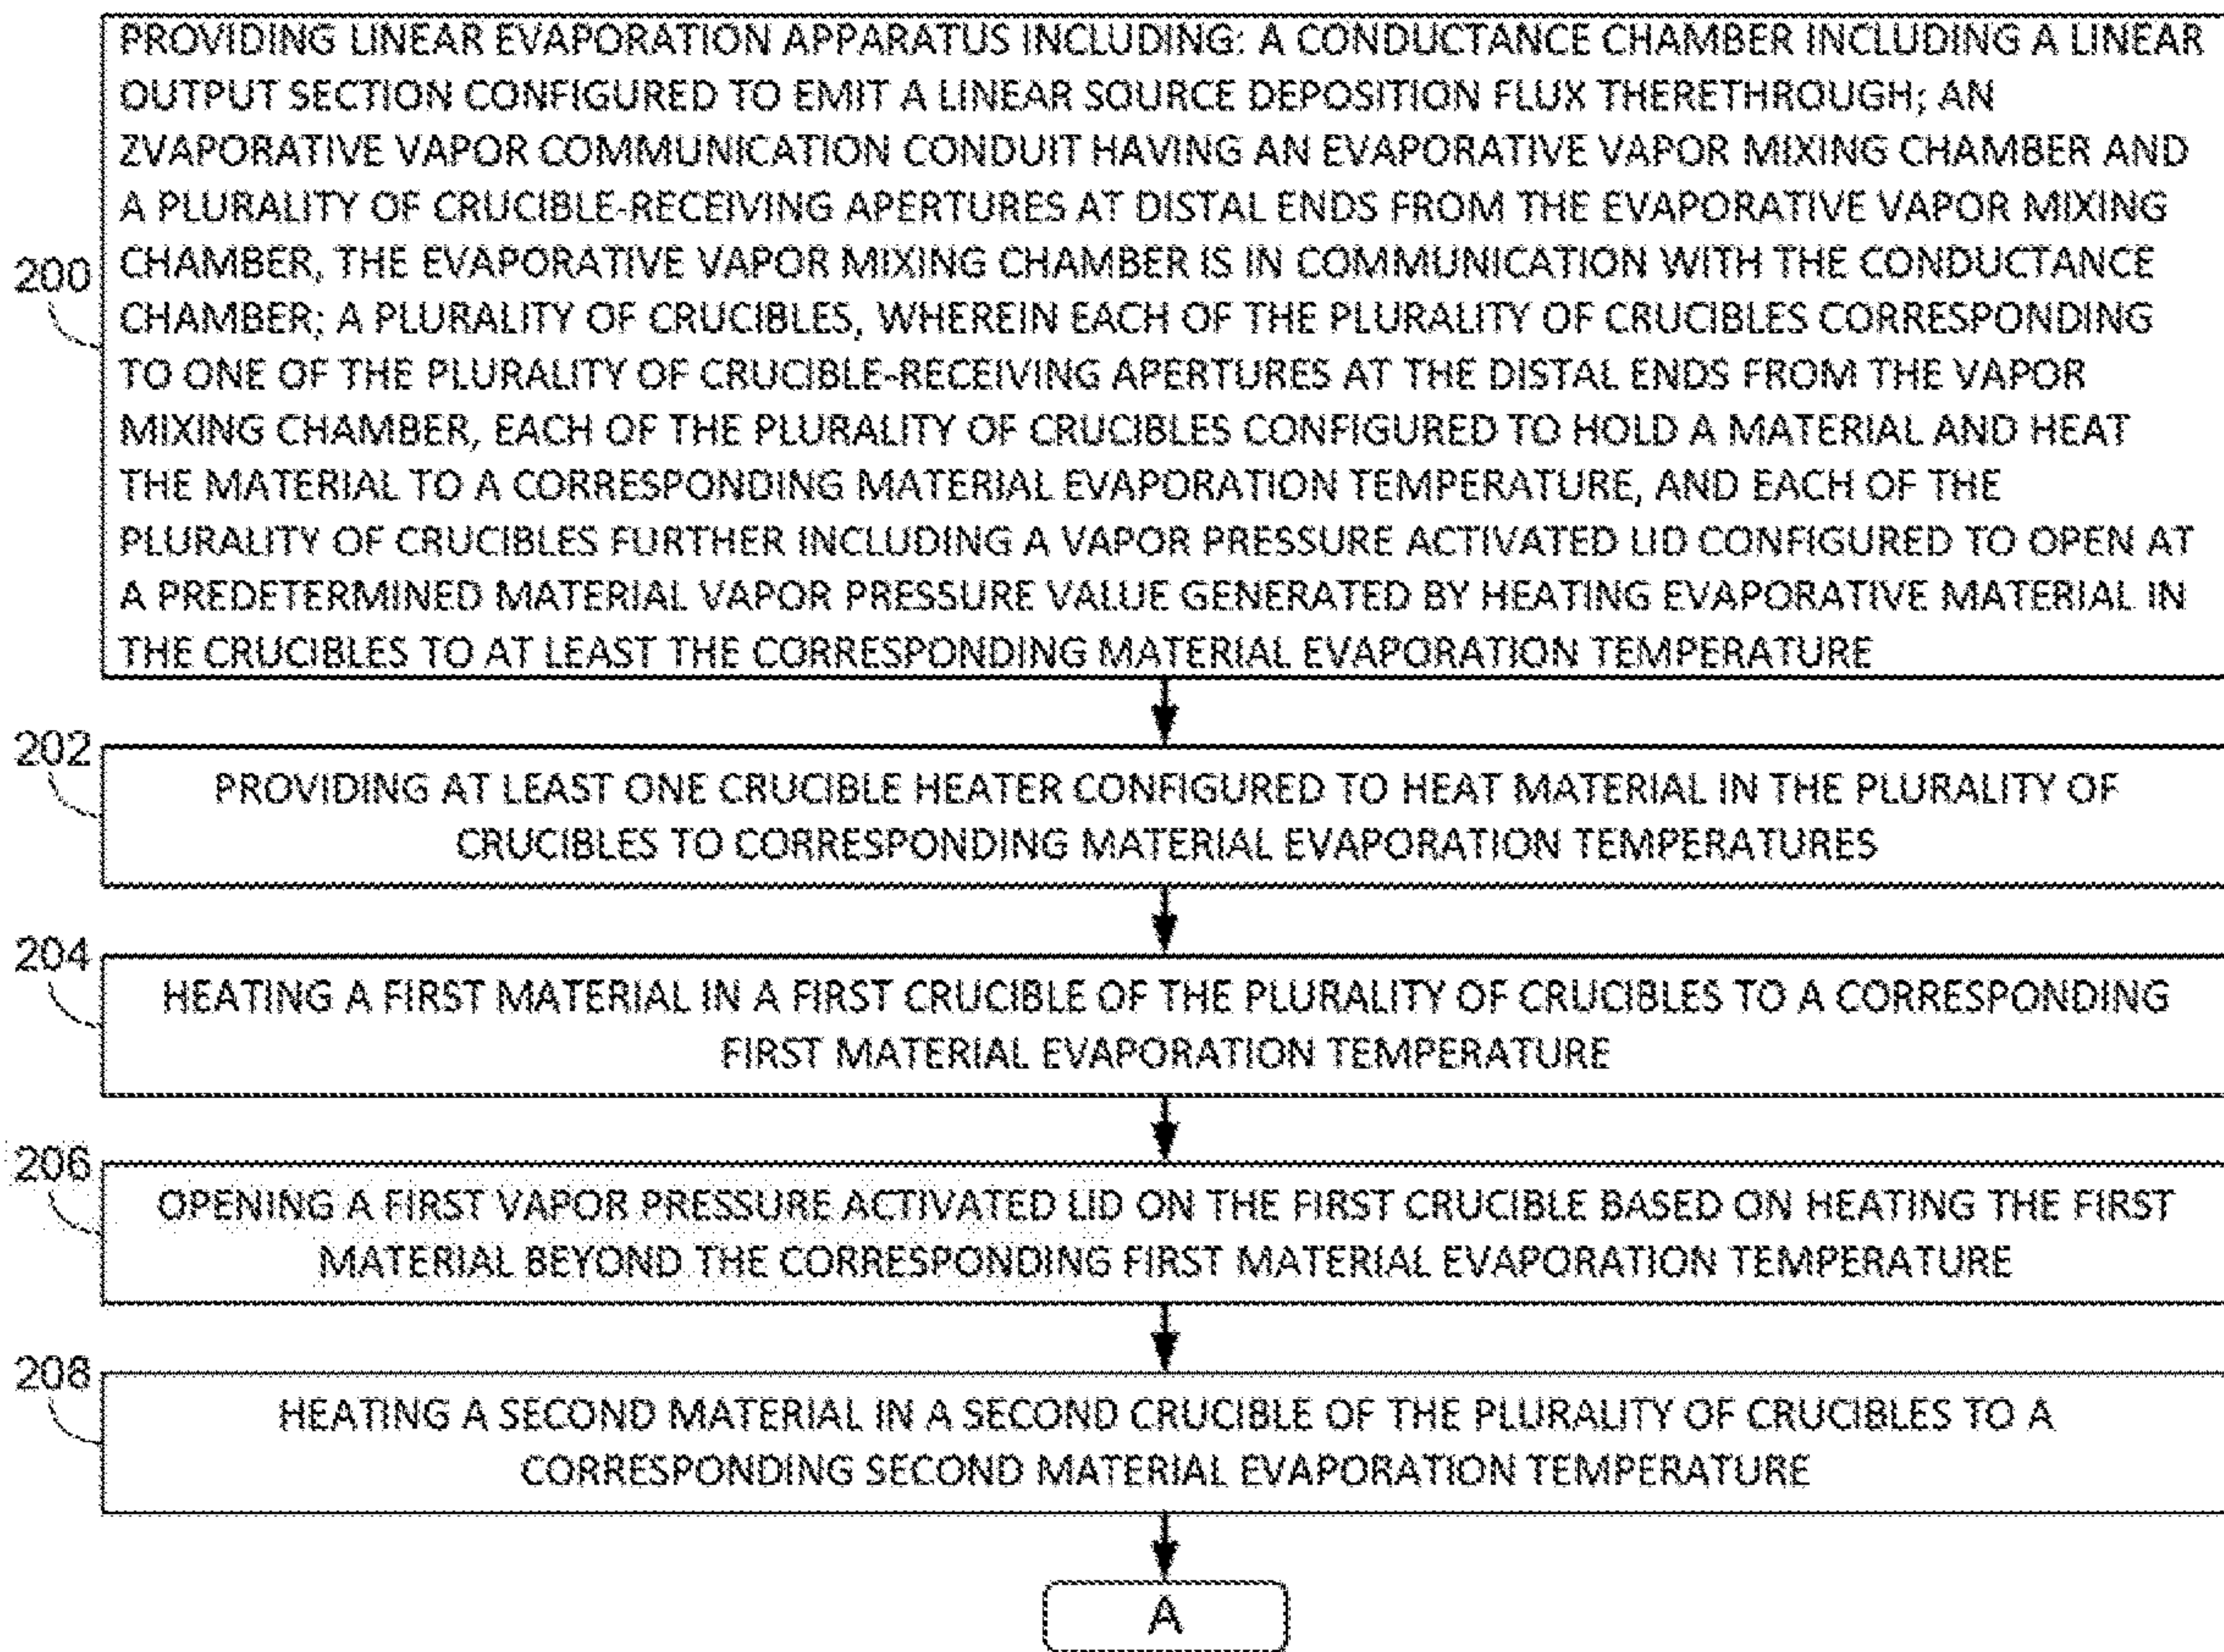 PROVIDING LINEAR EVAPORATION APPARATUS INCLUDING: A CONDUCTANCE CHAMBER INCLUDING A LINEAR
OUTPUT SECTION CONFIGURED TO EMIT A LINEAR SOURCE DEPOSITION FLUX THERETHROUGH; AN
ZVAPORATIVE VAPOR COMMUNICATION CONDUIT HAVING AN EVAPORATIVE VAPOR MIXING CHAMBER AND
A PLURALITY OF CRUCIBLE-RECEIVING APERTURES AT DISTAL ENDS FROM THE EVAPORATIVE VAPOR MIXING
200 CHAMBER, THE EVAPORATIVE VAPOR MIXING CHAMBER IS IN COMMUNICATION WITH THE CONDUCTANCE
CHAMBER; A PLURALITY OF CRUCIBLES, WHEREIN EACH OF THE PLURALITY OF CRUCIBLES CORRESPONDING
TO ONE OF THE PLURALITY OF CRUCIBLE-RECEIVING APERTURES AT THE DISTAL ENDS FROM THE VAPOR
MIXING CHAMBER, EACH OF THE PLURALITY OF CRUCIBLES CONFIGURED TO HOLD A MATERIAL AND HEAT
THE MATERIAL TO A CORRESPONDING MATERIAL EVAPORATION TEMPERATURE, AND EACH OF THE
PLURALITY OF CRUCIBLES FURTHER INCLUDING A VAPOR PRESSURE ACTIVATED LID CONFIGURED TO OPEN AT
A PREDETERMINED MATERIAL VAPOR PRESSURE VALUE GENERATED BY HEATING EVAPORATIVE MATERIAL IN
THE CRUCIBLES TO AT LEAST THE CORRESPONDING MATERIAL EVAPORATION TEMPERATURE
202
PROVIDING AT LEAST ONE CRUCIBLE HEATER CONFIGURED TO HEAT MATERIAL IN THE PLURALITY OF
CRUCIBLES TO CORRESPONDING MATERIAL EVAPORATION TEMPERATURES
204
HEATING A FIRST MATERIAL IN A FIRST CRUCIBLE OF THE PLURALITY OF CRUCIBLES TO A CORRESPONDING
FIRST MATERIAL EVAPORATION TEMPERATURE
206
OPENING A FIRST VAPOR PRESSURE ACTIVATED LID ON THE FIRST CRUCIBLE BASED ON HEATING THE FIRST
MATERIAL BEYOND THE CORRESPONDING FIRST MATERIAL EVAPORATION TEMPERATURE
208
HEATING A SECOND MATERIAL IN A SECOND CRUCIBLE OF THE PLURALITY OF CRUCIBLES TO A
CORRESPONDING SECOND MATERIAL EVAPORATION TEMPERATURE
A